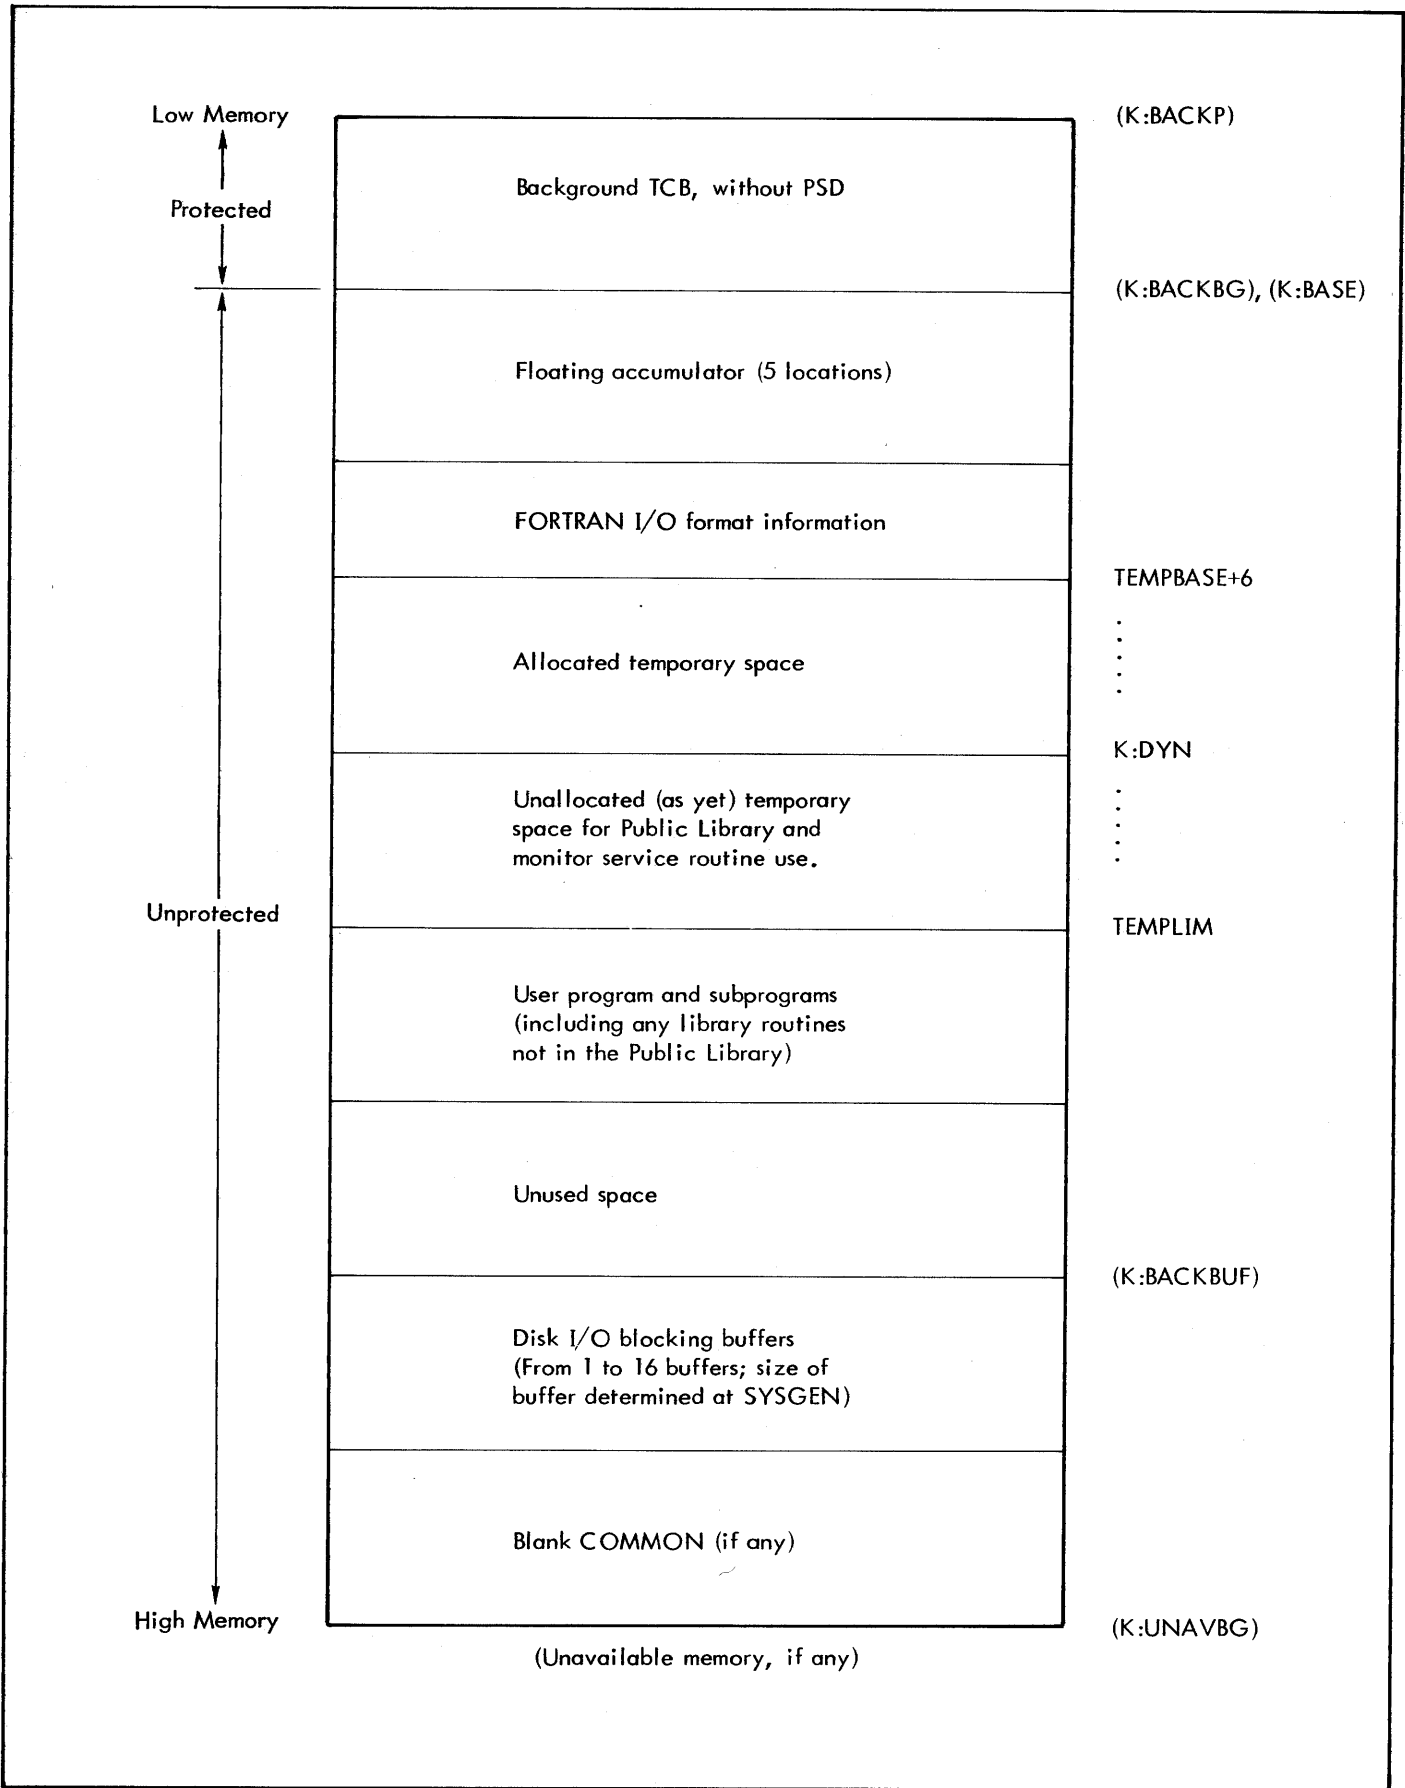 Low Memory
(K:BACKP)
Background TCB, without PSD
Protected
(K:BACKBG), (K:BASE)
Floating accumulator (5 locations)
FORTRAN I/O format information
TEMPBASE+6
.
.
.
.
.
Allocated temporary space
K:DYN
.
.
.
.
.
Unallocated (as yet) temporary
space for Public Library and
monitor service routine use.
Unprotected
TEMPLIM
User program and subprograms
(including any library routines
not in the Public Library)
Unused space
(K:BACKBUF)
Disk I/O blocking buffers
(From 1 to 16 buffers; size of
buffer determined at SYSGEN)
Blank COMMON (if any)
High Memory
(K:UNAVBG)
(Unavailable memory, if any)